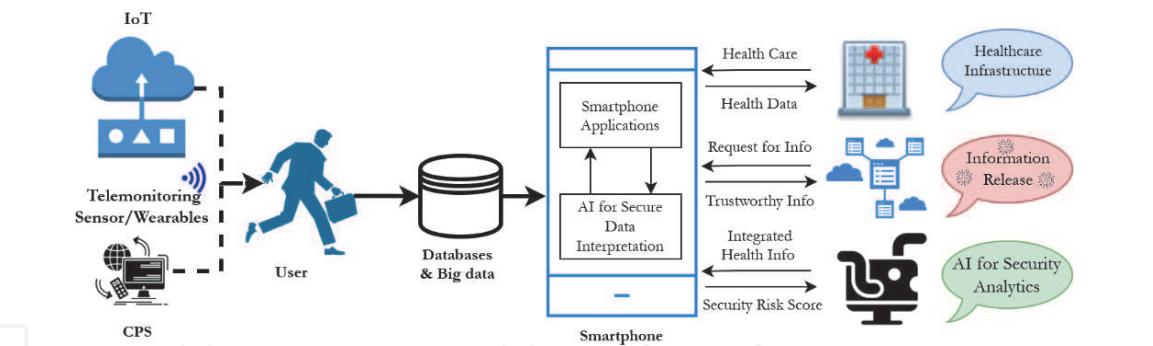 IoT
Telemonitoring
Sensor/Wearables
CPS
User
Databases
& Big data
Smartphone
Applications
AI for Secure
Data
Interpretation
Smartphone
Health Care
Health Data
Request for Info
Trustworthy Info
Integrated
Health Info
Security Risk Score
Healthcare
Infrastructure
Information
Release
AI for Security
Analytics